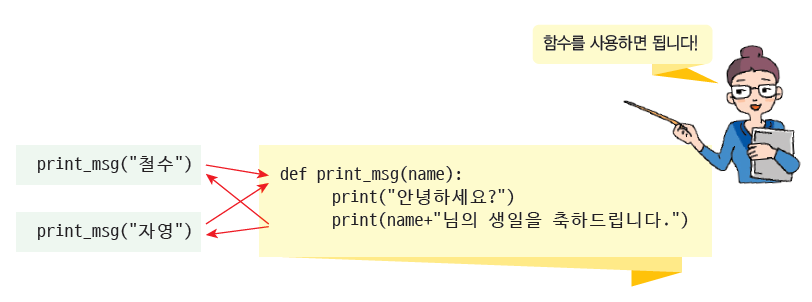 함수를 사용하면 됩니다!
print_msg("철수")
def print_msg(name):
print("안녕하세요?")
print(name+"님의 생일을 축하드립니다.")
print_msg("자영")